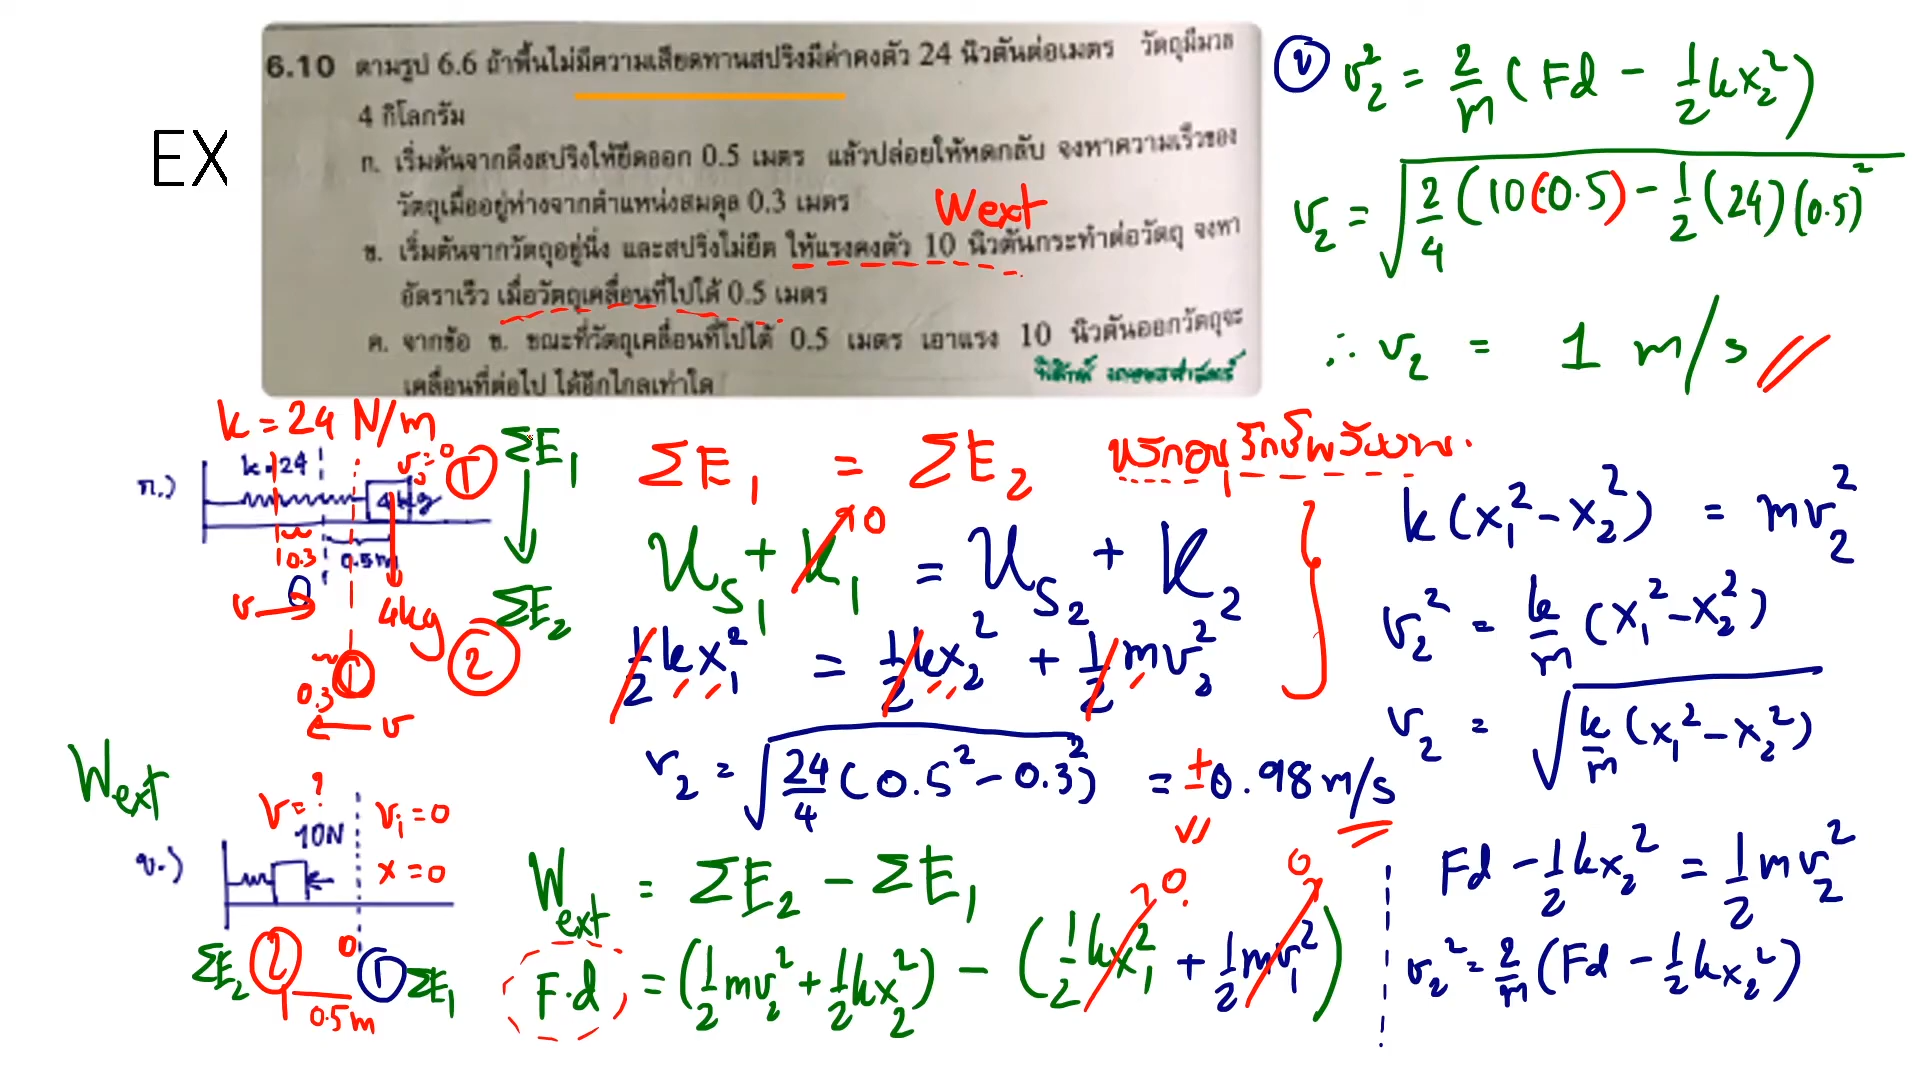 EX
6.10 ตามรูป 6.6 ถ้าพื้นไม่มีความเสียดทานสปริงมีค่าคงตัว 24 นิวตันต่อเมตร วัตถุมีมวล
4 กิโลกรัม
ก. เริ่มต้นจากดึงสปริงให้ยืดออก 0.5 เมตร แล้วปล่อยให้หดกลับ จงหาความเร็วของ
วัตถุเมื่ออยู่ห่างจากตำแหน่งสมดุล 0.3 เมตร
Wext
ข. เริ่มต้นจากวัตถุอยู่นิ่ง และสปริงไม่ยืด ให้แรงคงตัว 10 นิวตันกระทำต่อวัตถุ จงหา
อัตราเร็ว เมื่อวัตถุเคลื่อนที่ไปได้ 0.5 เมตร
ค. จากข้อ ข. ขณะที่วัตถุเคลื่อนที่ไปได้ 0.5 เมตร เอาแรง 10 นิวตันออกวัตถุจะ
เคลื่อนที่ต่อไป ได้อีกไกลเท่าใด
ข v₂² = 2/m (Fd - 1/2 kx₂²)
v₂ = √(2/4 (10(0.5) - 1/2 (24)(0.5)²
∴ v₂ = 1 m/s
k = 24 N/m
k=24
v=0
①
ก.)
4kg
0.3
0.5m
v
4kg
②
①
0.3
v
ΣE₁
ΣE₂
ΣE₁ = ΣE₂ หรือ อนุรักษ์พลังงาน.
Us₁ + K₁ 0 = Us₂ + K₂
1/2 kx₁² = 1/2 kx₂² + 1/2 mv₂²
v₂ = √(24/4 (0.5² - 0.3²) = ±0.98 m/s
k(x₁² - x₂²) = mv₂²
v₂² = k/m (x₁² - x₂²)
v₂ = √(k/m (x₁² - x₂²)
Wext
v=?
10N
v₁=0
x=0
ข.)
ΣE₂ ② 0 ① ΣE₁
0.5m
Wext = ΣE₂ - ΣE₁
F.d = (1/2 mv₂² + 1/2 kx₂²) - (1/2 kx₁² 0 + 1/2 mv₁² 0)
Fd - 1/2 kx₂² = 1/2 mv₂²
v₂² = 2/m (Fd - 1/2 kx₂²)